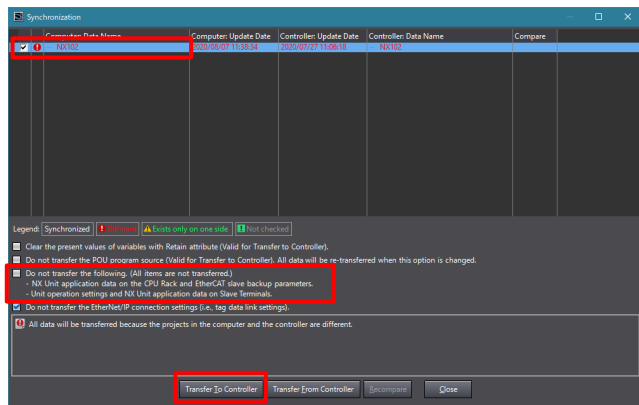 Synchronization
Computer: Data Name Computer: Update Date Controller: Update Date Controller: Data Name Compare
NX102 2020/08/07 11:38:34 2020/07/27 11:06:18 NX102
Legend: Synchronized Different Exists only on one side Not checked
Clear the present values of variables with Retain attribute (Valid for Transfer to Controller).
Do not transfer the POU program source (Valid for Transfer to Controller). All data will be re-transferred when this option is changed.
Do not transfer the following. (All items are not transferred.)
- NX Unit application data on the CPU Rack and EtherCAT slave backup parameters.
- Unit operation settings and NX Unit application data on Slave Terminals.
Do not transfer the EtherNet/IP connection settings (i.e., tag data link settings).
All data will be transferred because the projects in the computer and the controller are different.
Transfer To Controller Transfer From Controller Recompare Close